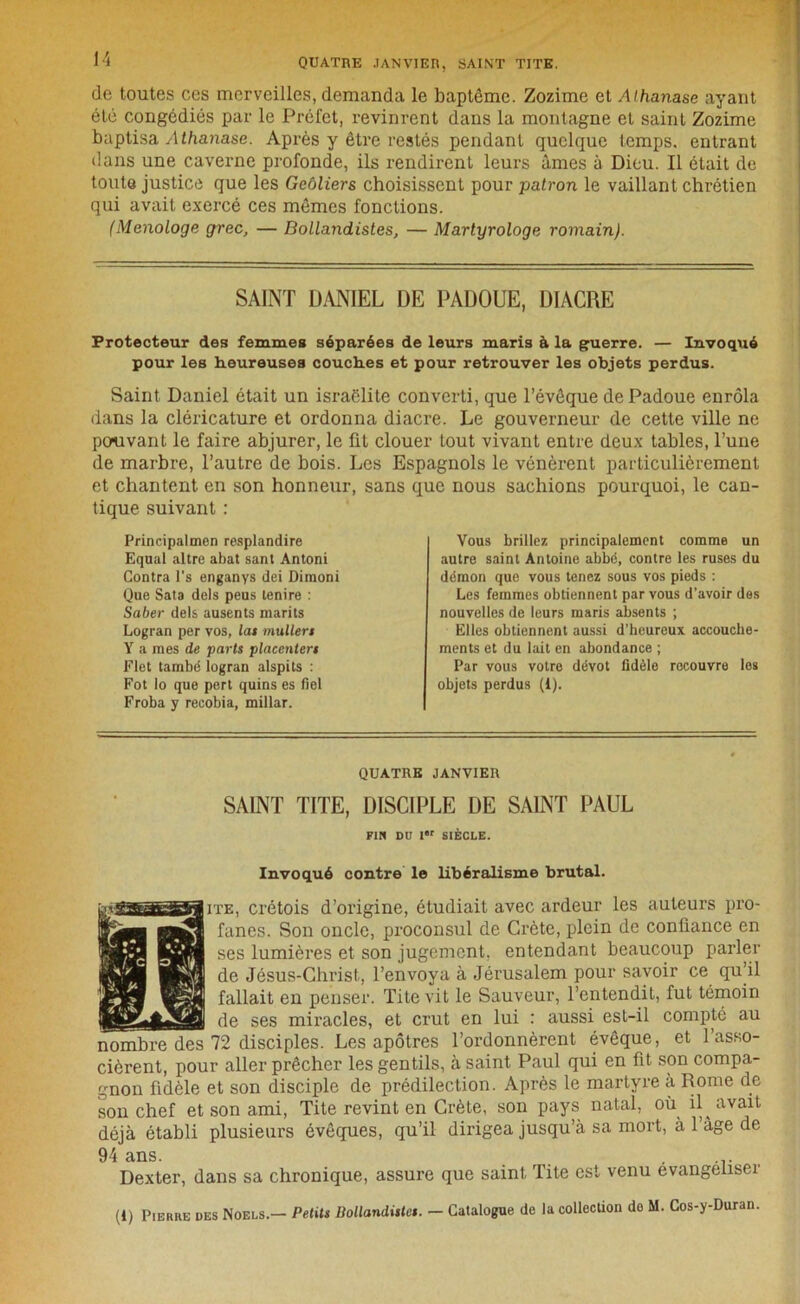 14
QUATRE JANVIER, SAINT TITE.
de toutes ces merveilles, demanda le baptême. Zozime et Athanase ayant
été congédiés par le Préfet, revinrent dans la montagne et saint Zozime
baptisa Athanase. Après y être restés pendant quelque temps, entrant
dans une caverne profonde, ils rendirent leurs âmes à Dieu. Il était de
toute justice que les Geôliers choisissent pour patron le vaillant chrétien
qui avait exercé ces mêmes fonctions.
(Menologe grec, — Bollandistes, — Martyrologe romain).
SAINT DANIEL DE PADOUE, DIACRE
Protecteur des femmes séparées de leurs maris à la guerre. — Invoqué
pour les heureuses couches et pour retrouver les objets perdus.
Saint Daniel était un israëlite converti, que l'évêque de Padoue enrôla
dans la cléricature et ordonna diacre. Le gouverneur de cette ville ne
pouvant le faire abjurer, le fit clouer tout vivant entre deux tables, l'une
de marbre, l'autre de bois. Les Espagnols le vénèrent particulièrement
et chantent en son honneur, sans que nous sachions pourquoi, le can-
tique suivant :
Principalmen resplandire
Equal altre abat sant Antoni
Contra l's enganys dei Dimoni
Que Sata dels peus tenire :
Saber dels ausents marits
Logran per vos, las mullers
Y a mes de parts placenters
Flet també logran alspits :
Fot lo que pert quins es fiel
Froba y recobia, millar.
Vous brillez principalement comme un
autre saint Antoine abbé, contre les ruses du
démon que vous tenez sous vos pieds :
Les femmes obtiennent par vous d'avoir des
nouvelles de leurs maris absents ;
Elles obtiennent aussi d'heureux accouche-
ments et du lait en abondance ;
Par vous votre dévot fidèle recouvre les
objets perdus (1).
QUATRE JANVIER
SAINT TITE, DISCIPLE DE SAINT PAUL
FIN DU Ier SIÈCLE.
Invoqué contre le libéralisme brutal.
TITE, crétois d'origine, étudiait avec ardeur les auteurs pro-
fanes. Son oncle, proconsul de Crète, plein de confiance en
ses lumières et son jugement, entendant beaucoup parler
de Jésus-Christ, l'envoya à Jérusalem pour savoir ce qu'il
fallait en penser. Tite vit le Sauveur, l'entendit, fut témoin
de ses miracles, et crut en lui : aussi est-il compté au
nombre des 72 disciples. Les apôtres l'ordonnèrent évêque, et l'asso-
cièrent, pour aller prêcher les gentils, à saint Paul qui en fit son compa-
gnon fidèle et son disciple de prédilection. Après le martyre à Rome de
son chef et son ami, Tite revint en Crète, son pays natal, où il avait
déjà établi plusieurs évêques, qu'il dirigea jusqu'à sa mort, à l'âge de
94 ans.
Dexter, dans sa chronique, assure que saint Tite est venu évangéliser
(1) PIERRE DES NOELS.— Petits Bollandistes. — Catalogue de la collection de M. Cos-y-Duran.